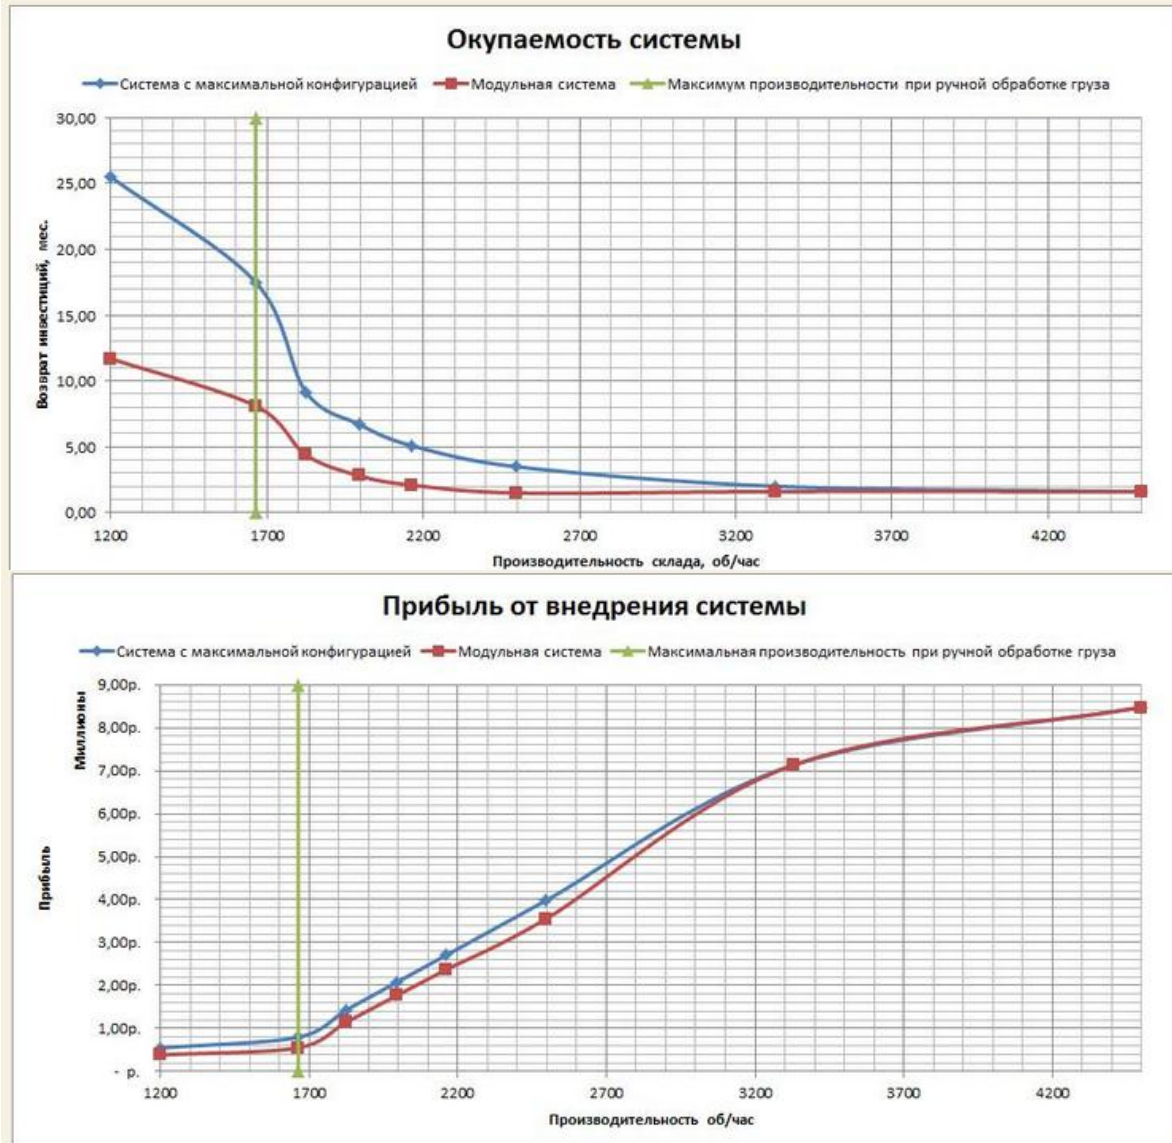 Окупаемость системы
Система с максимальной конфигурацией Модульная система Максимум производительности при ручной обработке груза
30,00
25,00
20,00
15,00
10,00
5,00
0,00
Возврат инвестиций, мес.
1200 1700 2200 2700 3200 3700 4200
Производительность склада, об/час
Прибыль от внедрения системы
Система с максимальной конфигурацией Модульная система Максимальная производительность при ручной обработке груза
Миллионы
9,00р.
8,00р.
7,00р.
6,00р.
5,00р.
4,00р.
3,00р.
2,00р.
1,00р.
- р.
Прибыль
1200 1700 2200 2700 3200 3700 4200
Производительность об/час